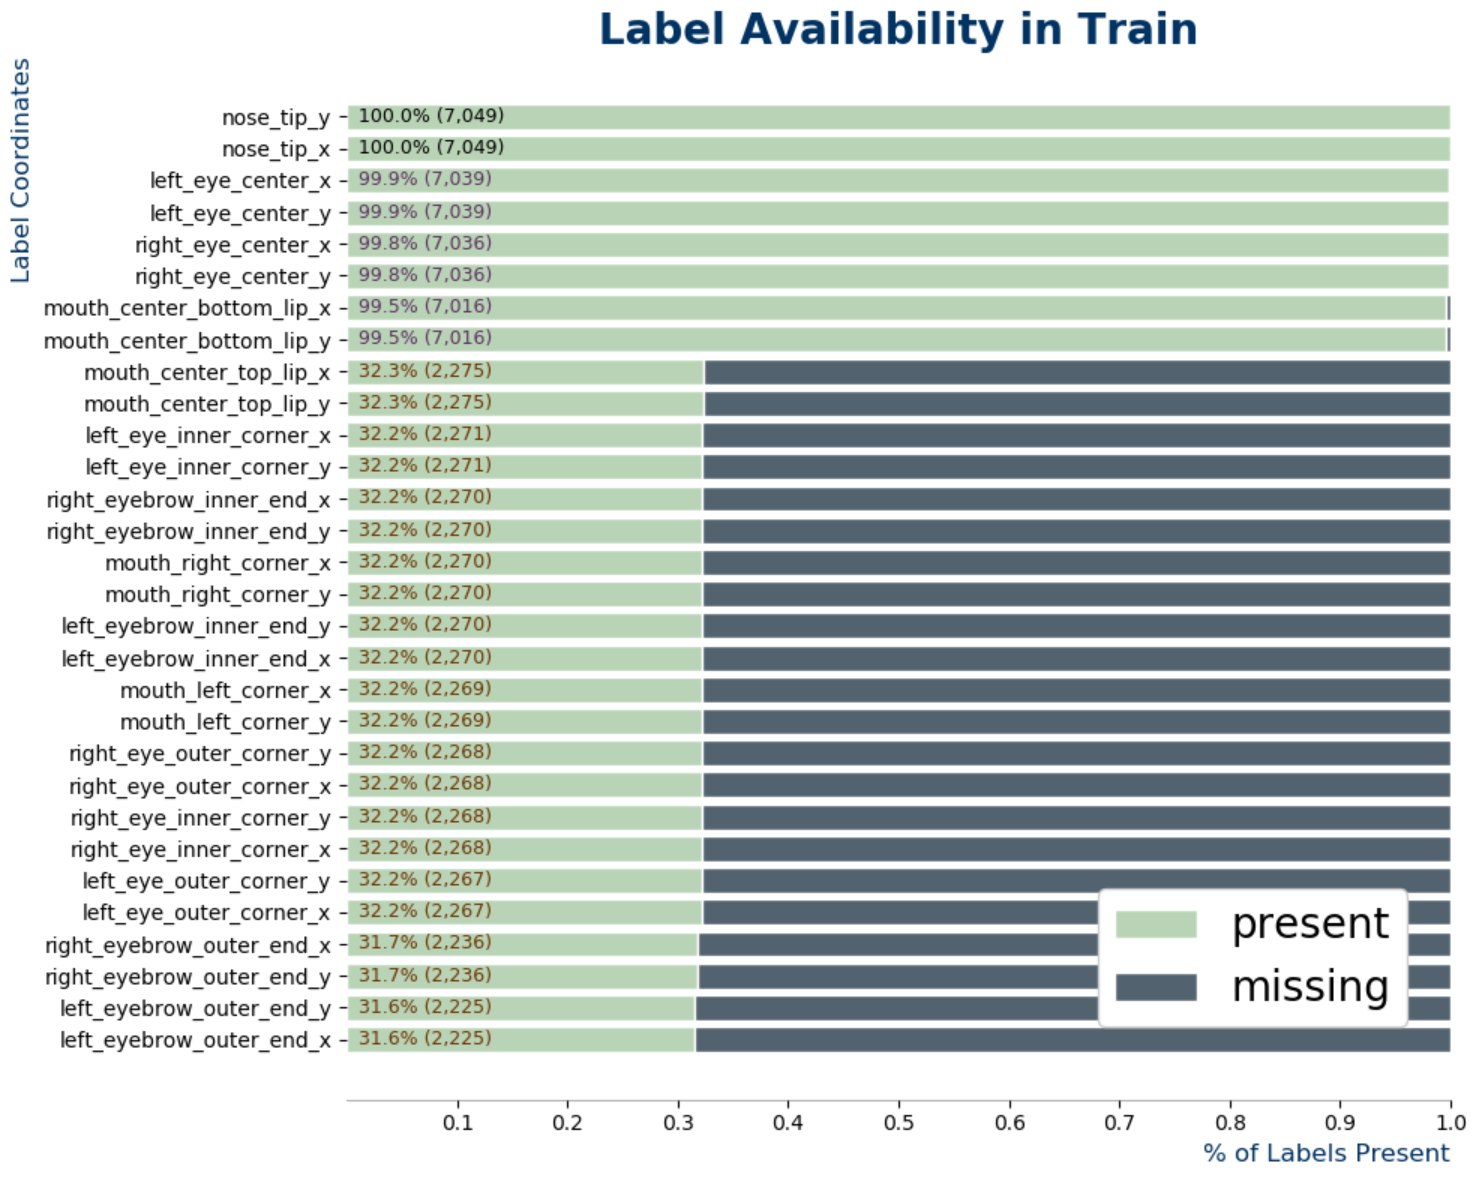 Label Availability in Train
Label Coordinates
nose_tip_y 100.0% (7,049)
nose_tip_x 100.0% (7,049)
left_eye_center_x 99.9% (7,039)
left_eye_center_y 99.9% (7,039)
right_eye_center_x 99.8% (7,036)
right_eye_center_y 99.8% (7,036)
mouth_center_bottom_lip_x 99.5% (7,016)
mouth_center_bottom_lip_y 99.5% (7,016)
mouth_center_top_lip_x 32.3% (2,275)
mouth_center_top_lip_y 32.3% (2,275)
left_eye_inner_corner_x 32.2% (2,271)
left_eye_inner_corner_y 32.2% (2,271)
right_eyebrow_inner_end_x 32.2% (2,270)
right_eyebrow_inner_end_y 32.2% (2,270)
mouth_right_corner_x 32.2% (2,270)
mouth_right_corner_y 32.2% (2,270)
left_eyebrow_inner_end_y 32.2% (2,270)
left_eyebrow_inner_end_x 32.2% (2,270)
mouth_left_corner_x 32.2% (2,269)
mouth_left_corner_y 32.2% (2,269)
right_eye_outer_corner_y 32.2% (2,268)
right_eye_outer_corner_x 32.2% (2,268)
right_eye_inner_corner_y 32.2% (2,268)
right_eye_inner_corner_x 32.2% (2,268)
left_eye_outer_corner_y 32.2% (2,267)
left_eye_outer_corner_x 32.2% (2,267)
right_eyebrow_outer_end_x 31.7% (2,236)
right_eyebrow_outer_end_y 31.7% (2,236)
left_eyebrow_outer_end_y 31.6% (2,225)
left_eyebrow_outer_end_x 31.6% (2,225)
present
missing
0.1 0.2 0.3 0.4 0.5 0.6 0.7 0.8 0.9 1.0
% of Labels Present